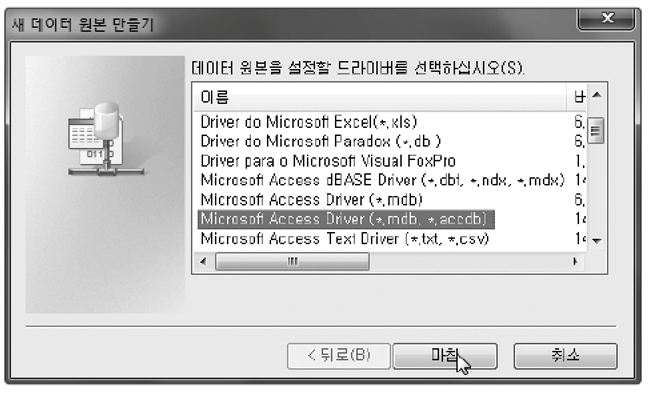 새 데이터 원본 만들기
데이터 원본을 설정할 드라이버를 선택하십시오(S).
이름
Driver do Microsoft Excel(*.xls) 6,
Driver do Microsoft Paradox (*.db ) 6,
Driver para o Microsoft Visual FoxPro 1,
Microsoft Access dBASE Driver (*.dbf, *.ndx, *.mdx) 14
Microsoft Access Driver (*.mdb) 6,
Microsoft Access Driver (*.mdb, *.accdb) 14
Microsoft Access Text Driver (*.txt, *.csv) 14
< 뒤로(B) 마침 취소